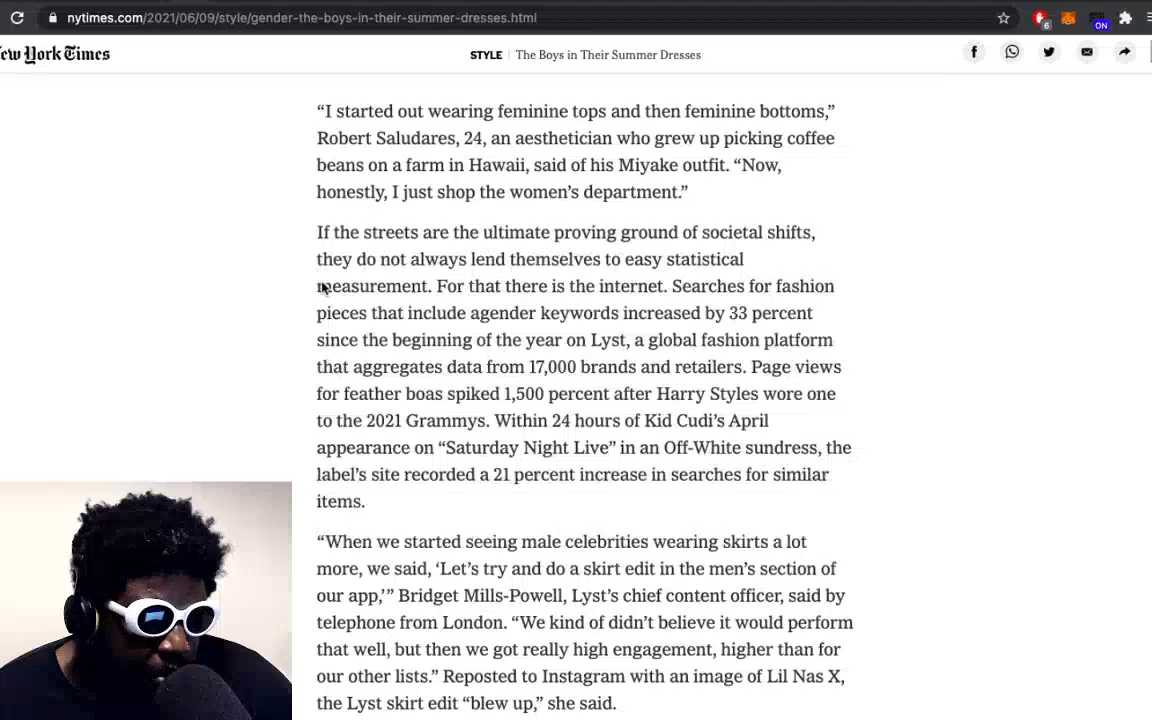 nytimes.com/2021/06/09/style/gender-the-boys-in-their-summer-dresses.html
6
ON
ew York Times
STYLE | The Boys in Their Summer Dresses
“I started out wearing feminine tops and then feminine bottoms,”
Robert Saludares, 24, an aesthetician who grew up picking coffee
beans on a farm in Hawaii, said of his Miyake outfit. “Now,
honestly, I just shop the women’s department.”
If the streets are the ultimate proving ground of societal shifts,
they do not always lend themselves to easy statistical
measurement. For that there is the internet. Searches for fashion
pieces that include agender keywords increased by 33 percent
since the beginning of the year on Lyst, a global fashion platform
that aggregates data from 17,000 brands and retailers. Page views
for feather boas spiked 1,500 percent after Harry Styles wore one
to the 2021 Grammys. Within 24 hours of Kid Cudi’s April
appearance on “Saturday Night Live” in an Off-White sundress, the
label’s site recorded a 21 percent increase in searches for similar
items.
“When we started seeing male celebrities wearing skirts a lot
more, we said, ‘Let’s try and do a skirt edit in the men’s section of
our app,’” Bridget Mills-Powell, Lyst’s chief content officer, said by
telephone from London. “We kind of didn’t believe it would perform
that well, but then we got really high engagement, higher than for
our other lists.” Reposted to Instagram with an image of Lil Nas X,
the Lyst skirt edit “blew up,” she said.